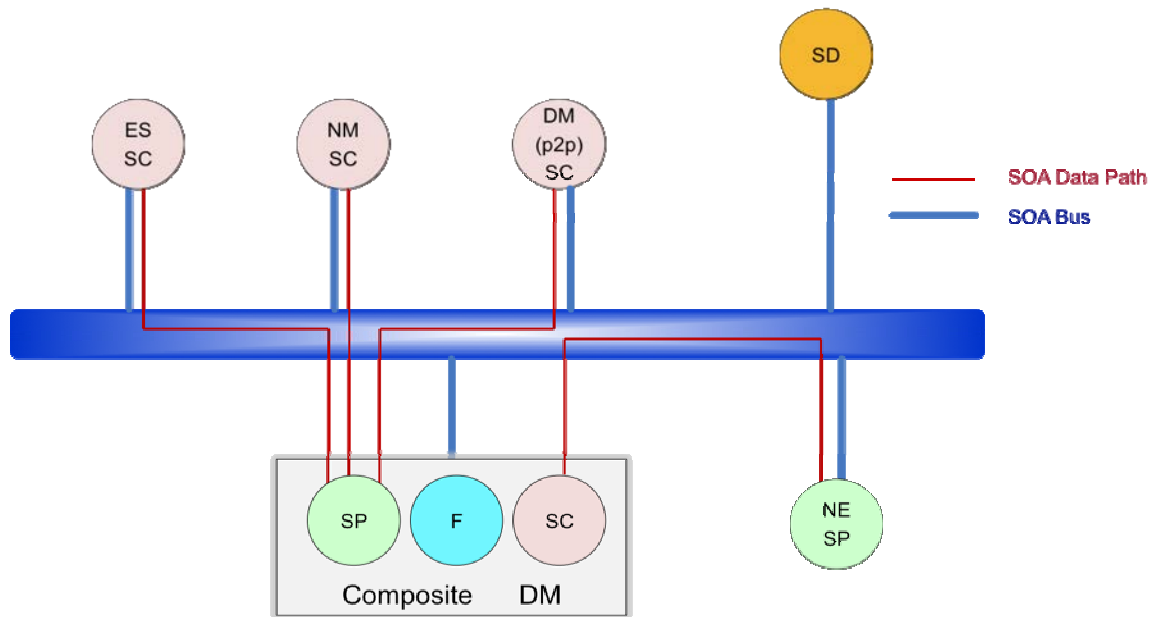 SD
ES
SC
NM
SC
DM
(p2p)
SC
SOA Data Path
SOA Bus
SP
F
SC
NE
SP
Composite DM